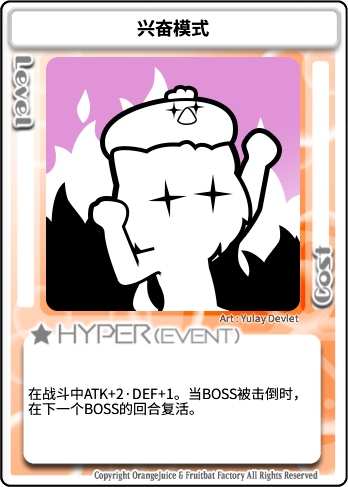 兴奋模式
Level
Cost
Art : Yulay Devlet
★ HYPER (EVENT)
在战斗中ATK+2·DEF+1。当BOSS被击倒时，
在下一个BOSS的回合复活。
Copyright OrangeJuice & Fruitbat Factory All Rights Reserved